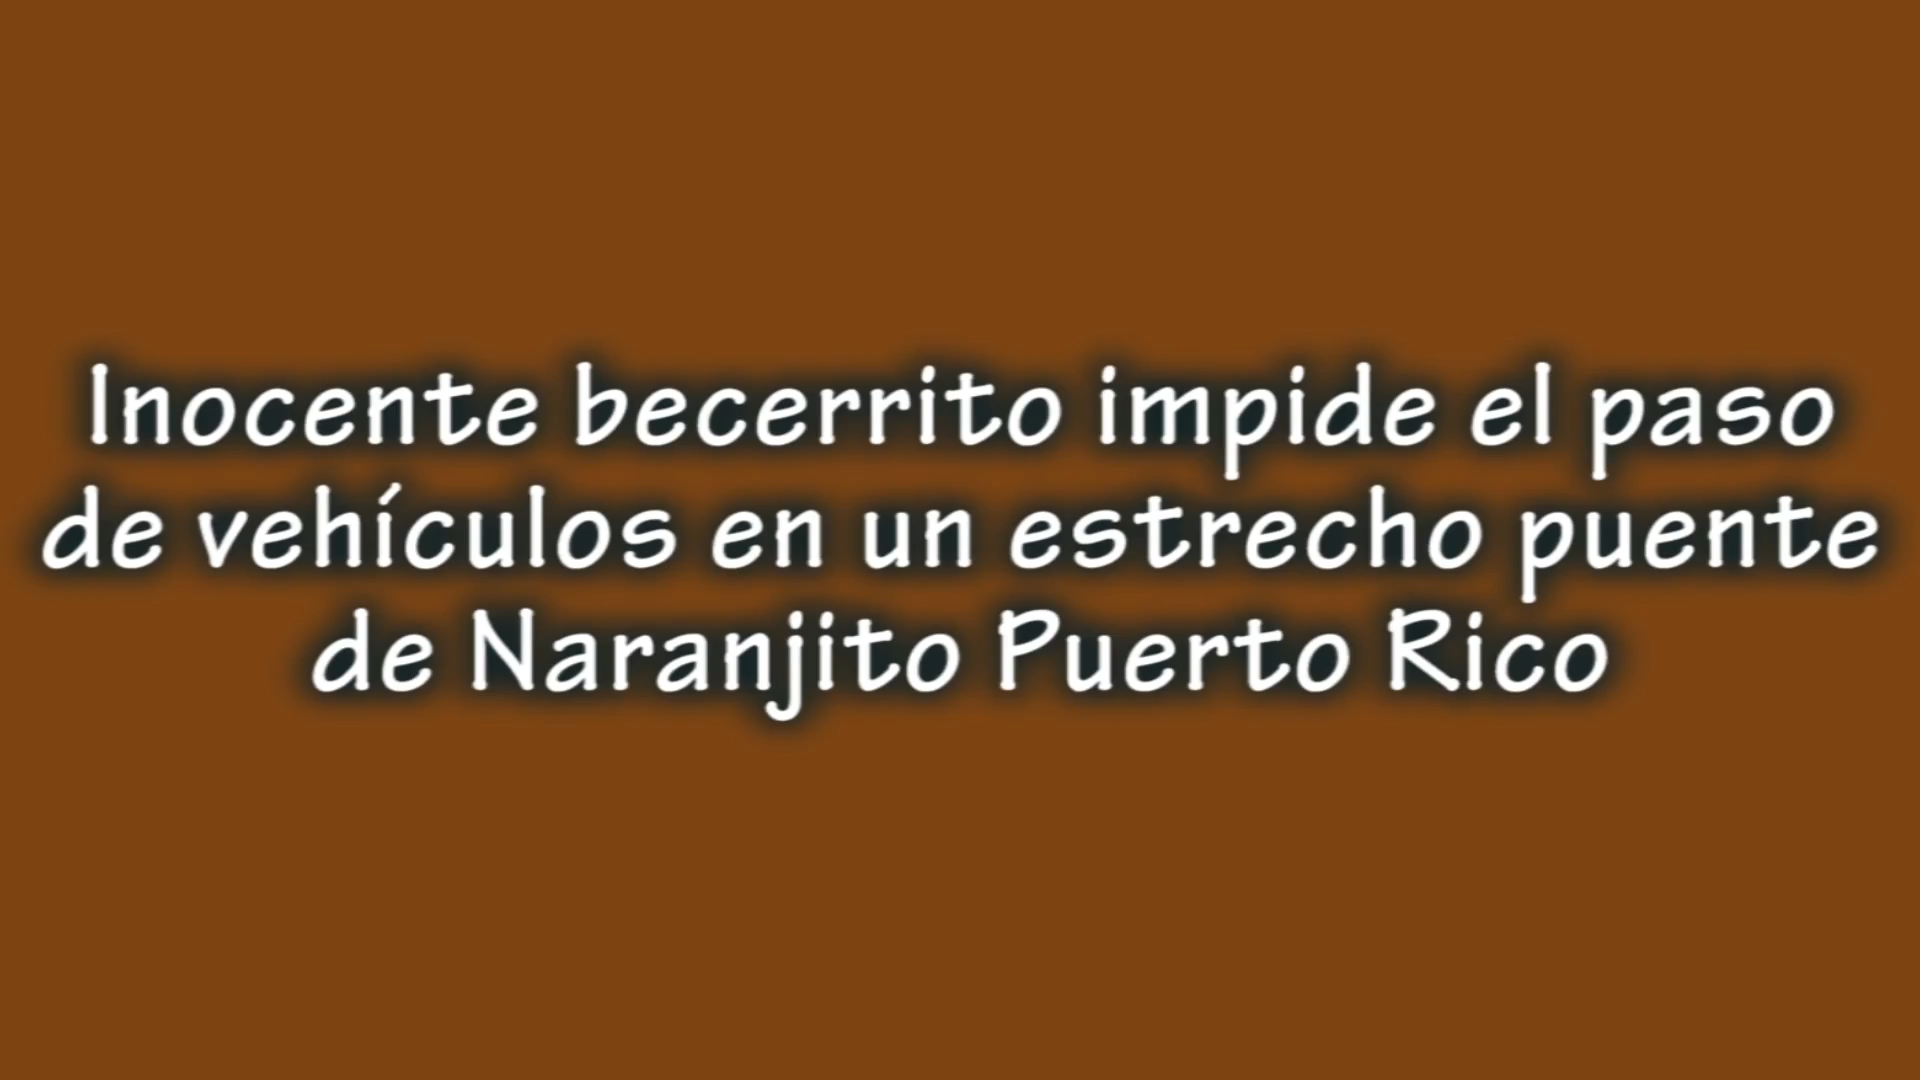 Inocente becerrito impide el paso
de vehículos en un estrecho puente
de Naranjito Puerto Rico